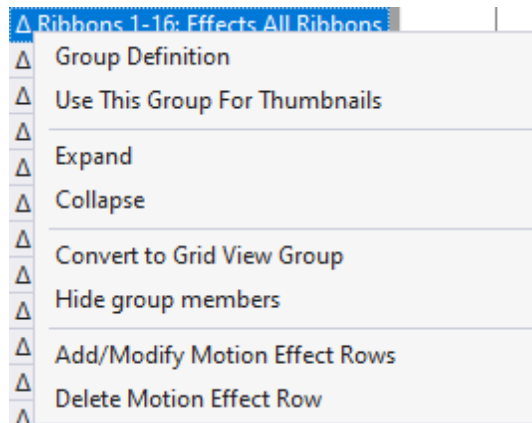 Δ Ribbons 1-16: Effects All Ribbons
Δ Group Definition
Δ Use This Group For Thumbnails
Δ
Δ Expand
Δ Collapse
Δ
Δ Convert to Grid View Group
Δ Hide group members
Δ Add/Modify Motion Effect Rows
Δ Delete Motion Effect Row
Δ